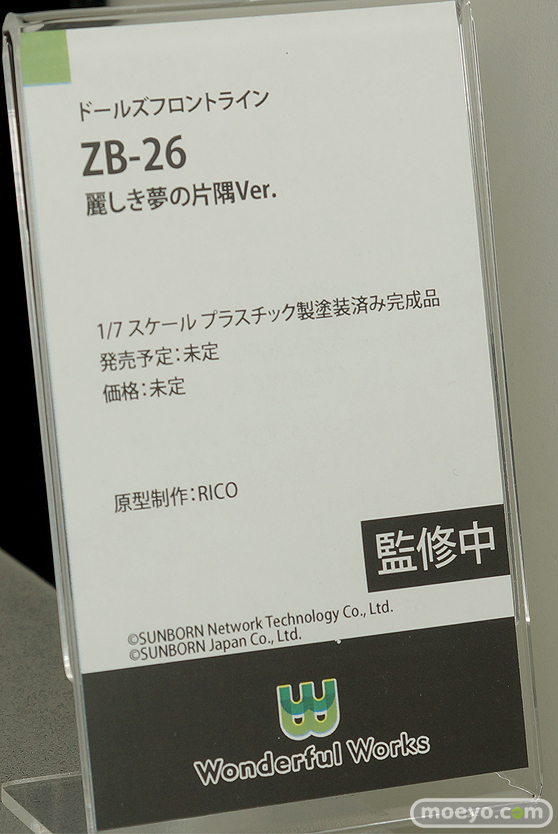 ドールズフロントライン
ZB-26
麗しき夢の片隅Ver.
1/7 スケール プラスチック製塗装済み完成品
発売予定：未定
価格：未定
原型制作：RICO
監修中
©SUNBORN Network Technology Co., Ltd.
©SUNBORN Japan Co., Ltd.
Wonderful Works
moeyo.com